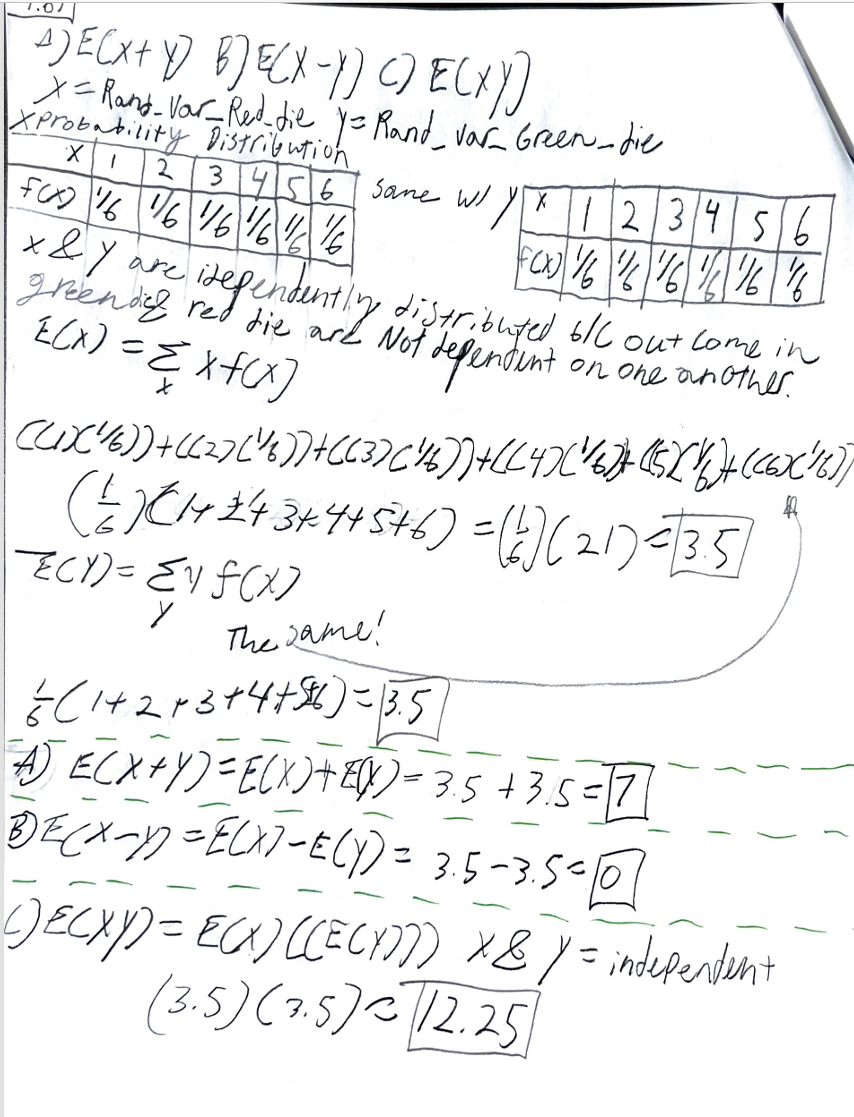 A) E(X+Y) B) E(X-Y) C) E(XY)
X = Rand_Var_Red_die Y = Rand_Var_Green_die
X Probability Distribution
X 1 2 3 4 5 6
f(x) 1/6 1/6 1/6 1/6 1/6 1/6
Same w/ Y
X 1 2 3 4 5 6
f(x) 1/6 1/6 1/6 1/6 1/6 1/6
X & Y are idependently distributed b/c outcome in
green die & red die are Not dependent on one another.
E(X) = Σ x f(x)
x
((1)(1/6))+((2)(1/6))+((3)(1/6))+((4)(1/6))+((5)(1/6))+((6)(1/6))
(1/6)(1+2+3+4+5+6) = (1/6)(21) = 3.5
E(Y) = Σ y f(x)
y
The same!
1/6(1+2+3+4+5+6) = 3.5
A) E(X+Y) = E(X)+E(Y) = 3.5+3.5 = 7
B) E(X-Y) = E(X)-E(Y) = 3.5-3.5 = 0
C) E(XY) = E(X)((E(Y))) X & Y = independent
(3.5)(3.5) = 12.25